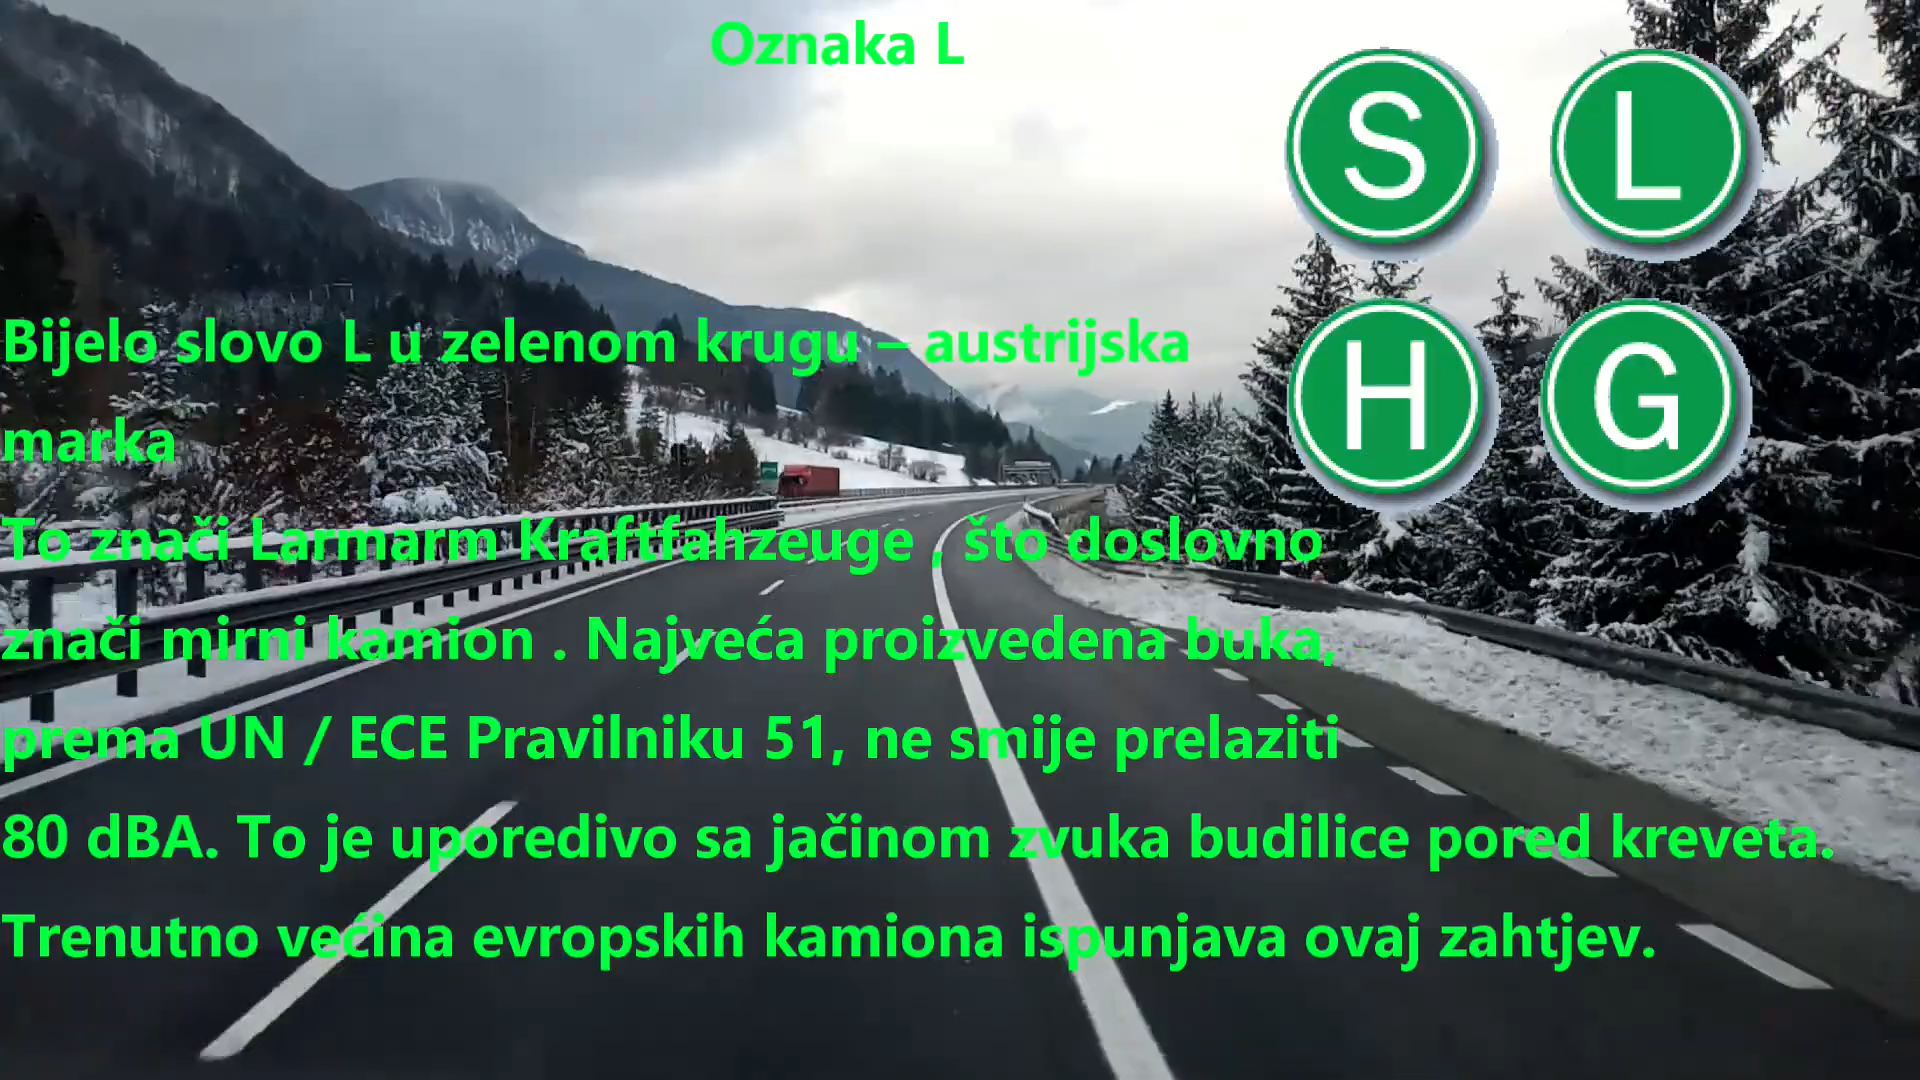 Oznaka L
S L
H G
Bijelo slovo L u zelenom krugu – austrijska
marka
To znači Larmarm Kraftfahzeuge , što doslovno
znači mirni kamion . Najveća proizvedena buka,
prema UN / ECE Pravilniku 51, ne smije prelaziti
80 dBA. To je uporedivo sa jačinom zvuka budilice pored kreveta.
Trenutno većina evropskih kamiona ispunjava ovaj zahtjev.